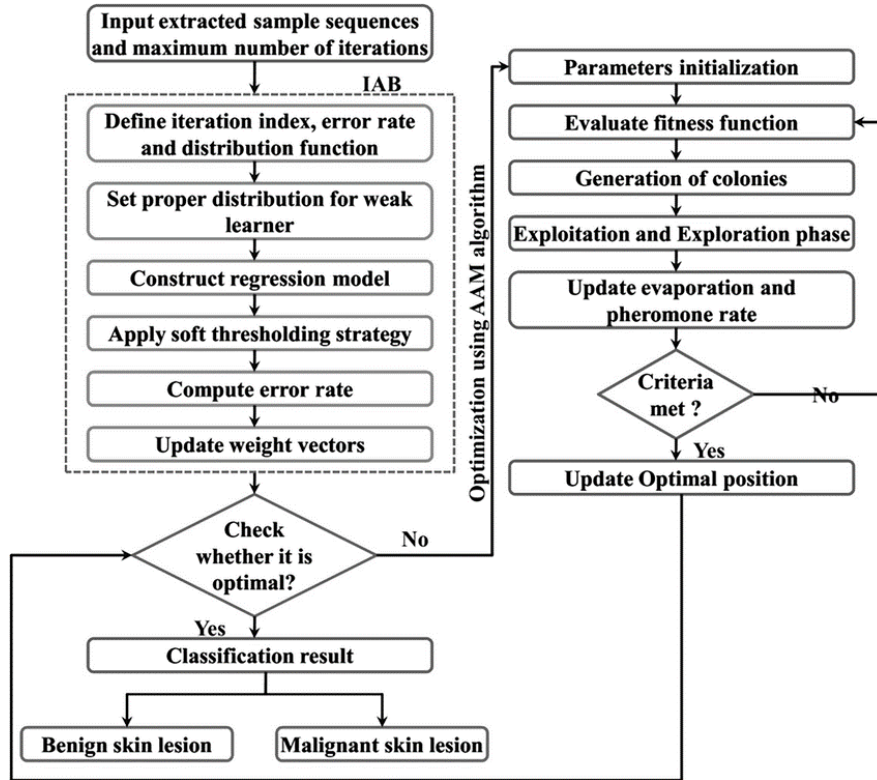 Input extracted sample sequences
and maximum number of itrerations
IAB
Define iteration index, error rate
and distribution function
Set proper distribution for weak
learner
Construct regression model
Apply soft thresholding strategy
Compute error rate
Update weight vectors
Check
whether it is
optimal?
No
Yes
Classification result
Benign skin lesion
Malignant skin lesion
Optimization using AAM algorithm
Parameters initialization
Evaluate fitness function
Generation of colonies
Exploitation and Exploration phase
Update evaporation and
pheromone rate
Criteria
met ?
No
Yes
Update Optimal position